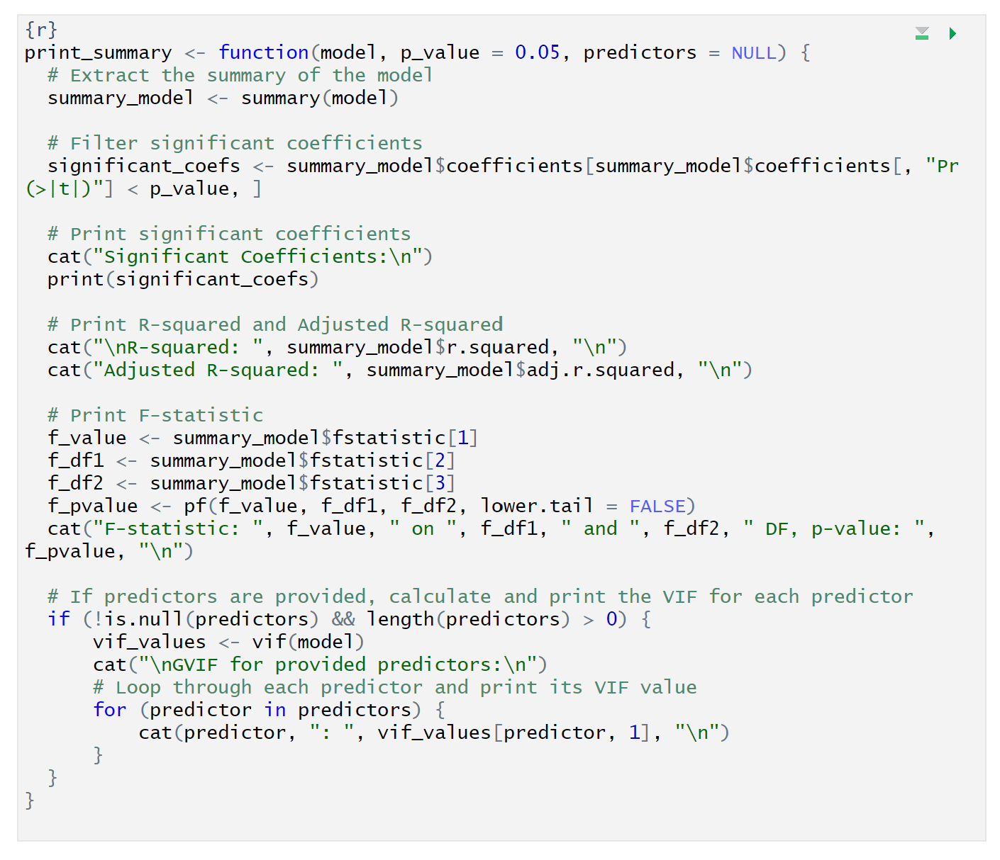 {r}
print_summary <- function(model, p_value = 0.05, predictors = NULL) {
  # Extract the summary of the model
  summary_model <- summary(model)

  # Filter significant coefficients
  significant_coefs <- summary_model$coefficients[summary_model$coefficients[, "Pr
(>|t|)"] < p_value, ]

  # Print significant coefficients
  cat("Significant Coefficients:\n")
  print(significant_coefs)

  # Print R-squared and Adjusted R-squared
  cat("\nR-squared: ", summary_model$r.squared, "\n")
  cat("Adjusted R-squared: ", summary_model$adj.r.squared, "\n")

  # Print F-statistic
  f_value <- summary_model$fstatistic[1]
  f_df1 <- summary_model$fstatistic[2]
  f_df2 <- summary_model$fstatistic[3]
  f_pvalue <- pf(f_value, f_df1, f_df2, lower.tail = FALSE)
  cat("F-statistic: ", f_value, " on ", f_df1, " and ", f_df2, " DF, p-value: ",
f_pvalue, "\n")

  # If predictors are provided, calculate and print the VIF for each predictor
  if (!is.null(predictors) && length(predictors) > 0) {
      vif_values <- vif(model)
      cat("\nGVIF for provided predictors:\n")
      # Loop through each predictor and print its VIF value
      for (predictor in predictors) {
          cat(predictor, ": ", vif_values[predictor, 1], "\n")
      }
  }
}